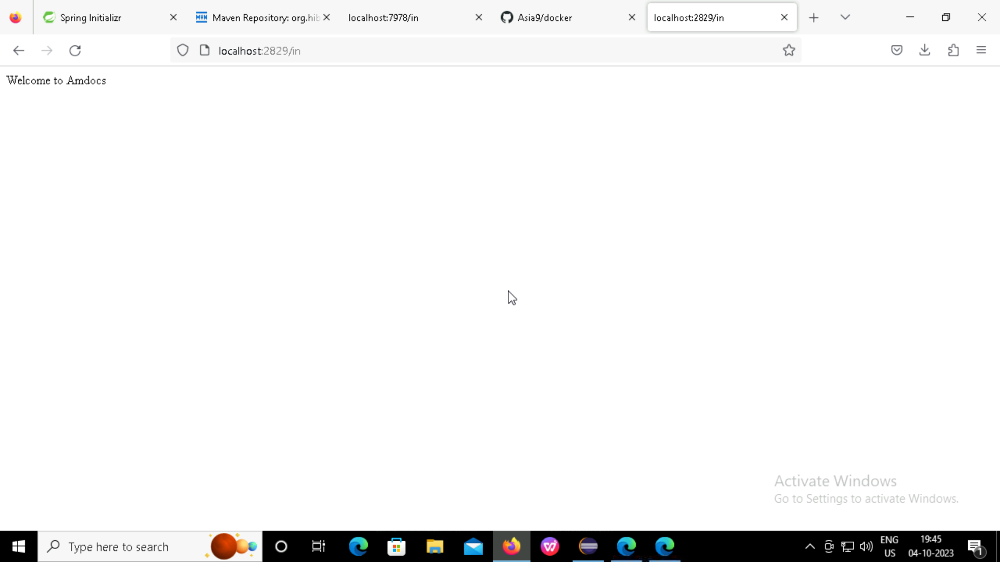 Spring Initializr
Maven Repository: org.hib
localhost:7978/in
Asia9/docker
localhost:2829/in
localhost:2829/in
Welcome to Amdocs
Activate Windows
Go to Settings to activate Windows.
Type here to search
ENG
US
19:45
04-10-2023
1